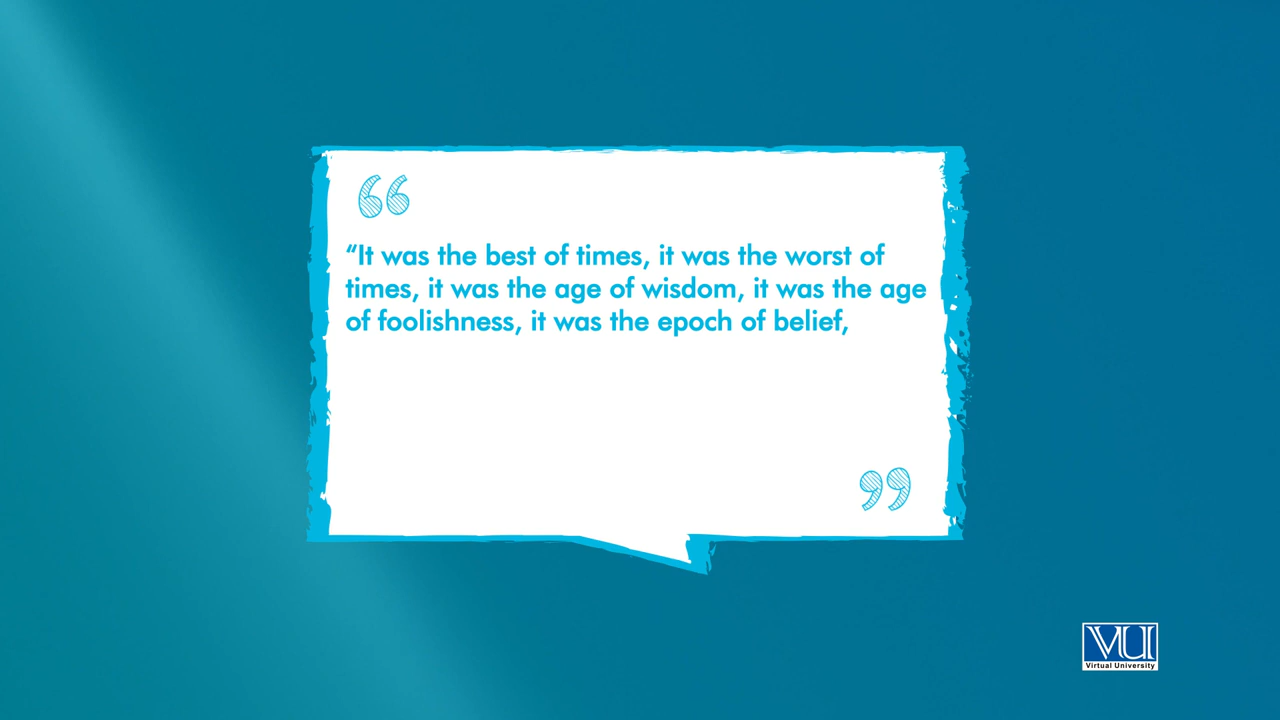 “It was the best of times, it was the worst of
times, it was the age of wisdom, it was the age
of foolishness, it was the epoch of belief,
VU
Virtual University